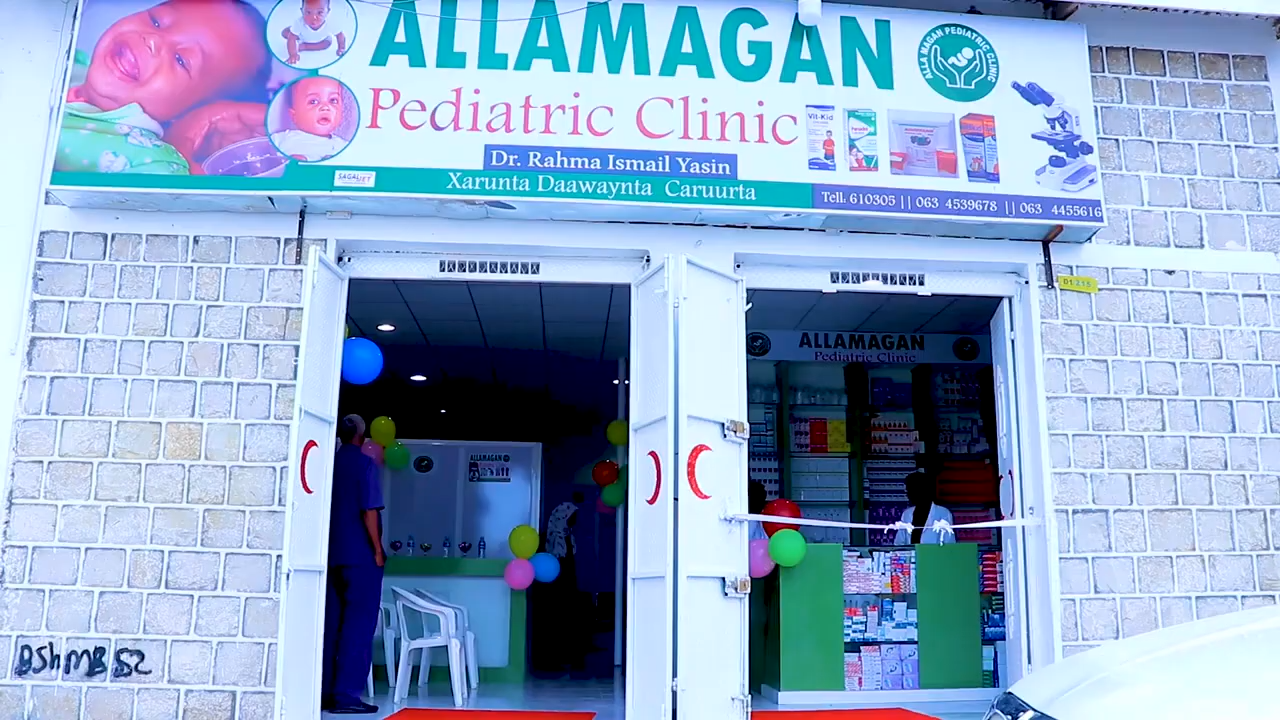 ALLAMAGAN
Pediatric Clinic
Dr. Rahma Ismail Yasin
Xarunta Daawaynta Caruurta
Tell: 610305 || 063 4539678 || 063 4455616
ALLA MAGAN PEDIATRIC CLINIC
Vit-Kid
SAGALJET
01215
ALLAMAGAN
Pediatric Clinic
ALLAMAGAN
BShMB 52